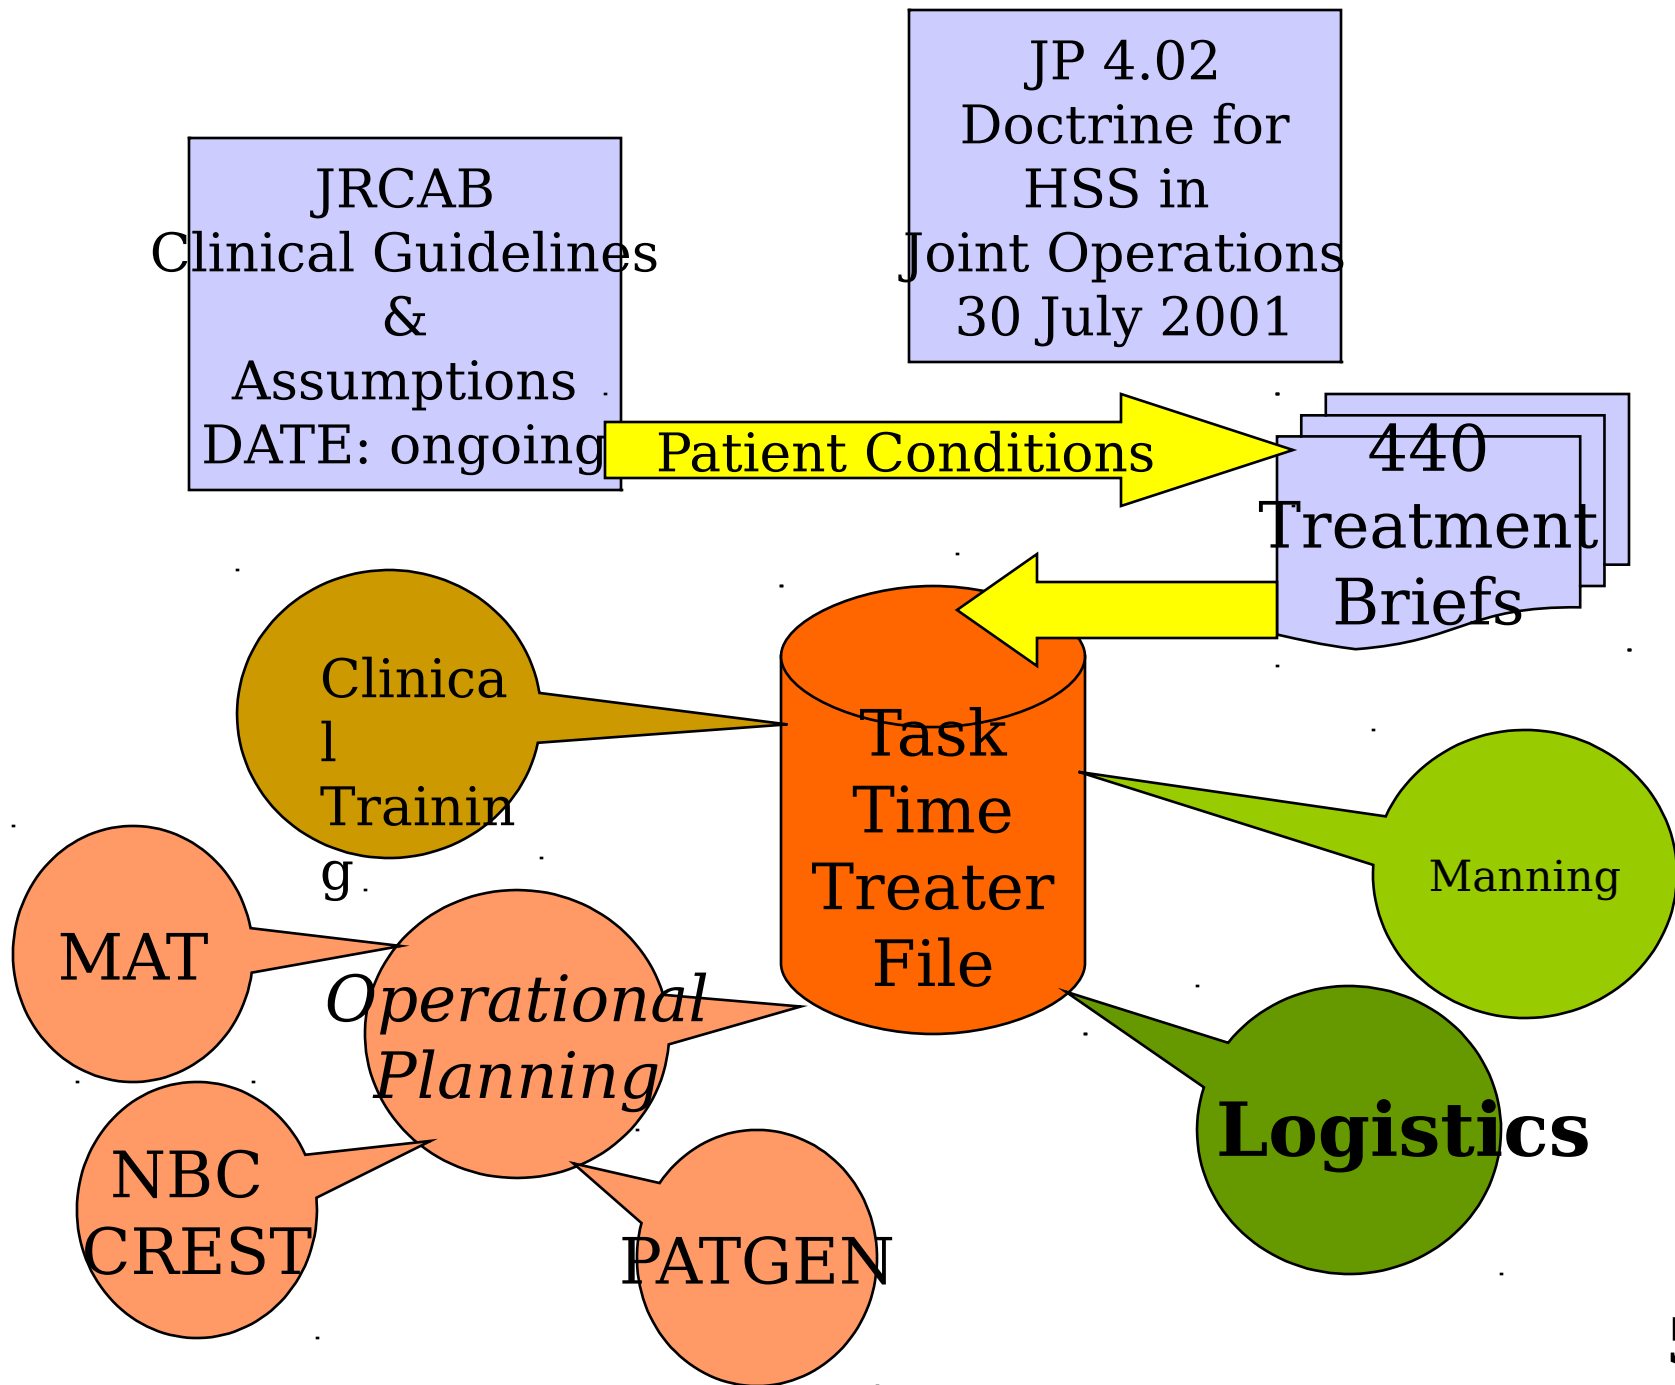 JP 4.02
Doctrine for
HSS in
Joint Operations
30 July 2001
JRCAB
Clinical Guidelines
&
Assumptions
DATE: ongoing
Patient Conditions
440
Treatment
Briefs
Clinica
l
Trainin
g
Task
Time
Treater
File
Manning
MAT
Operational
Planning
NBC
CREST
PATGEN
Logistics